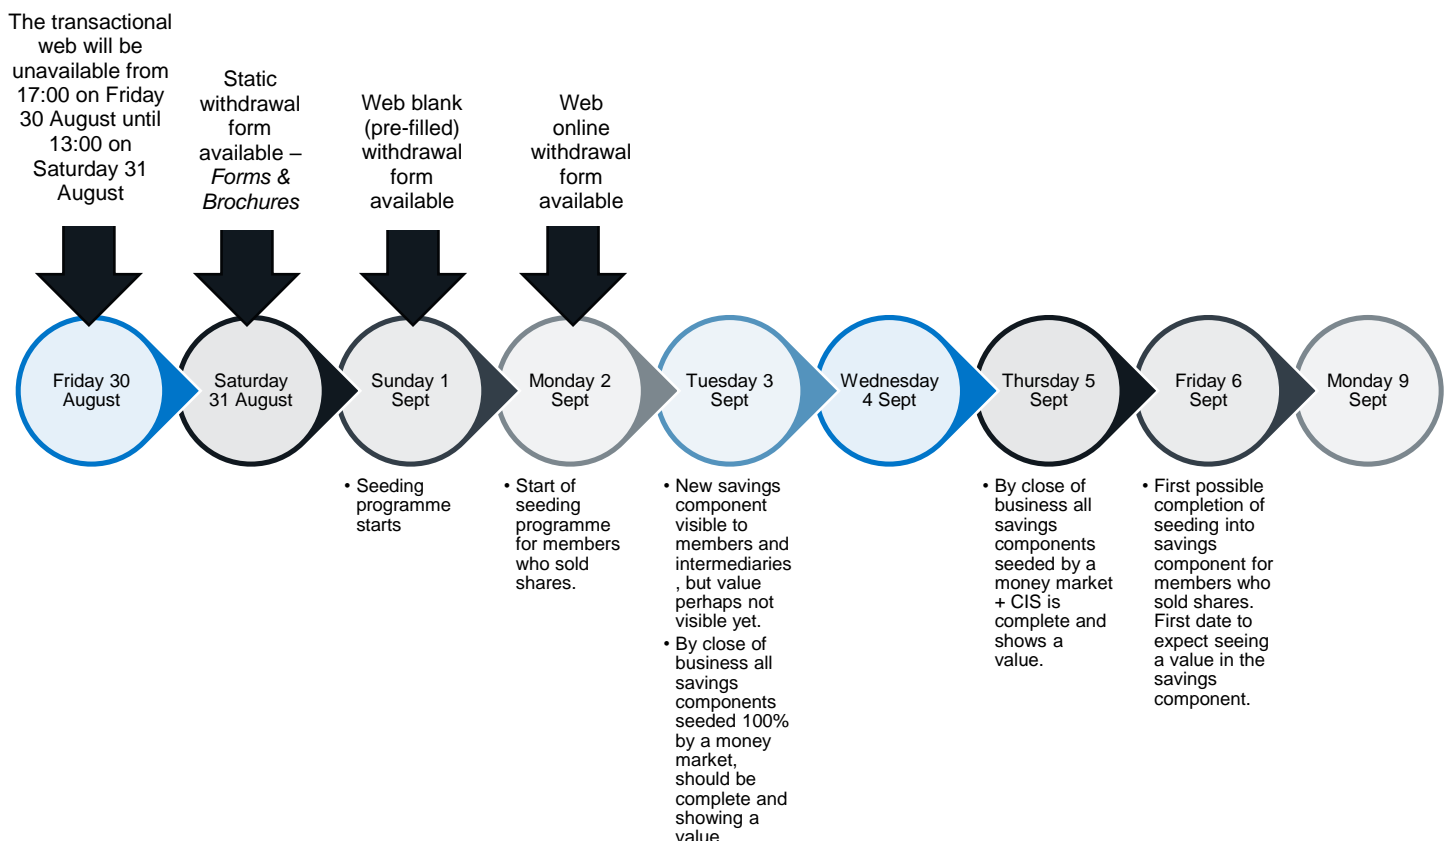 The transactional
web will be
unavailable from
17:00 on Friday
30 August until
13:00 on
Saturday 31
August
Static
withdrawal
form
available –
Forms &
Brochures
Web blank
(pre-filled)
withdrawal
form
available
Web
online
withdrawal
form
available
Friday 30
August
Saturday
31 August
Sunday 1
Sept
Monday 2
Sept
Tuesday 3
Sept
Wednesday
4 Sept
Thursday 5
Sept
Friday 6
Sept
Monday 9
Sept
• Seeding
programme
starts
• Start of
seeding
programme
for members
who sold
shares.
• New savings
component
visible to
members and
intermediaries
, but value
perhaps not
visible yet.
• By close of
business all
savings
components
seeded 100%
by a money
market,
should be
complete and
showing a
value
• By close of
business all
savings
components
seeded by a
money market
+ CIS is
complete and
shows a
value.
• First possible
completion of
seeding into
savings
component for
members who
sold shares.
First date to
expect seeing
a value in the
savings
component.